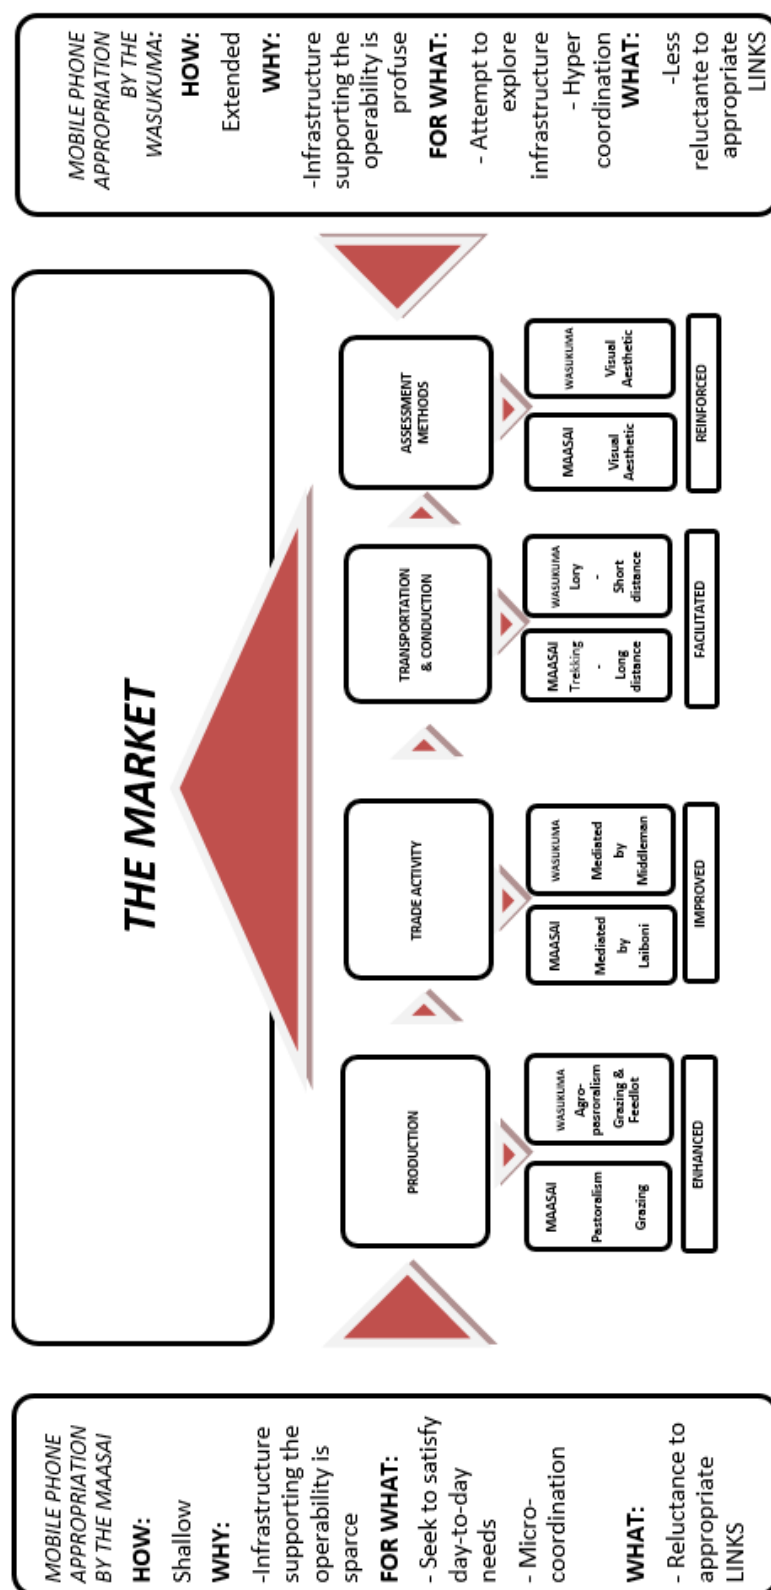 MOBILE PHONE
APPROPRIATION
BY THE MAASAI
HOW:
Shallow
WHY:
-Infrastructure
supporting the
operability is
sparce
FOR WHAT:
- Seek to satisfy
day-to-day
needs
- Micro-
coordination
WHAT:
- Reluctance to
appropriate
LINKS
THE MARKET
PRODUCTION
MAASAI
Pastoralism
Grazing
WASUKUMA
Agro-
pasroralism
Grazing &
Feedlot
ENHANCED
TRADE ACTIVITY
MAASAI
Mediated
by
Laiboni
WASUKUMA
Mediated
by
Middleman
IMPROVED
TRANSPORTATION
& CONDUCTION
MAASAI
Trekking
-
Long
distance
WASUKUMA
Lory
-
Short
distance
FACILITATED
ASSESSMENT
METHODS
MAASAI
Visual
Aesthetic
WASUKUMA
Visual
Aesthetic
REINFORCED
MOBILE PHONE
APPROPRIATION
BY THE
WASUKUMA:
HOW:
Extended
WHY:
-Infrastructure
supporting the
operability is
profuse
FOR WHAT:
- Attempt to
explore
infrastructure
- Hyper
coordination
WHAT:
-Less
reluctante to
appropriate
LINKS